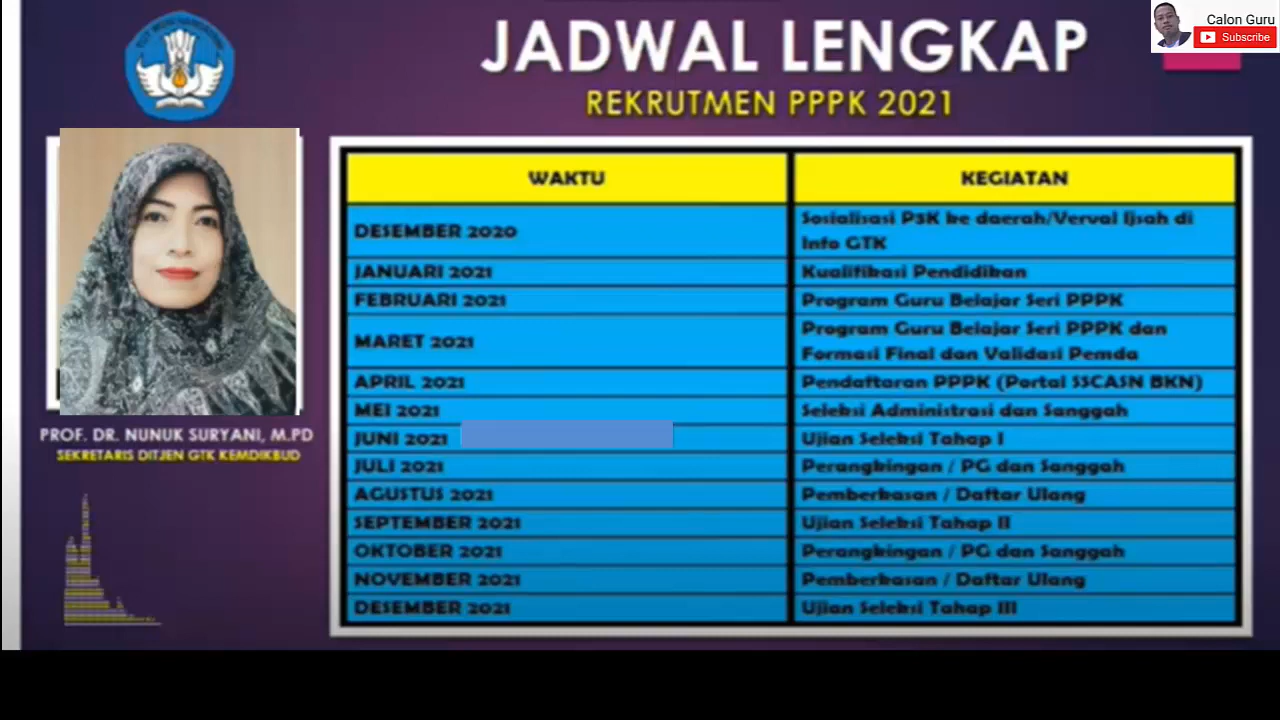 Calon Guru
Subscribe
JADWAL LENGKAP
REKRUTMEN PPPK 2021
PROF. DR. NUNUK SURYANI, M.PD
SEKRETARIS DITJEN GTK KEMDIKBUD
WAKTU KEGIATAN
DESEMBER 2020 Sosialisasi P3K ke daerah/Verval Ijsah di
Info GTK
JANUARI 2021 Kualifikasi Pendidikan
FEBRUARI 2021 Program Guru Belajar Seri PPPK
MARET 2021 Program Guru Belajar Seri PPPK dan
Formasi Final dan Validasi Pemda
APRIL 2021 Pendaftaran PPPK (Portal SSCASN BKN)
MEI 2021 Seleksi Administrasi dan Sanggah
JUNI 2021 Ujian Seleksi Tahap I
JULI 2021 Perangkingan / PG dan Sanggah
AGUSTUS 2021 Pemberkasan / Daftar Ulang
SEPTEMBER 2021 Ujian Seleksi Tahap II
OKTOBER 2021 Perangkingan / PG dan Sanggah
NOVEMBER 2021 Pemberkasan / Daftar Ulang
DESEMBER 2021 Ujian Seleksi Tahap III